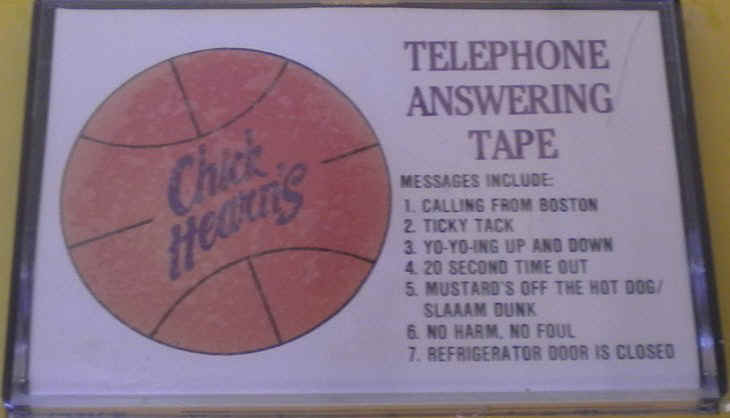 Chick
Hearn's
TELEPHONE
ANSWERING
TAPE
MESSAGES INCLUDE:
1. CALLING FROM BOSTON
2. TICKY TACK
3. YO-YO-ING UP AND DOWN
4. 20 SECOND TIME OUT
5. MUSTARD'S OFF THE HOT DOG/
SLAAAM DUNK
6. NO HARM, NO FOUL
7. REFRIGERATOR DOOR IS CLOSED